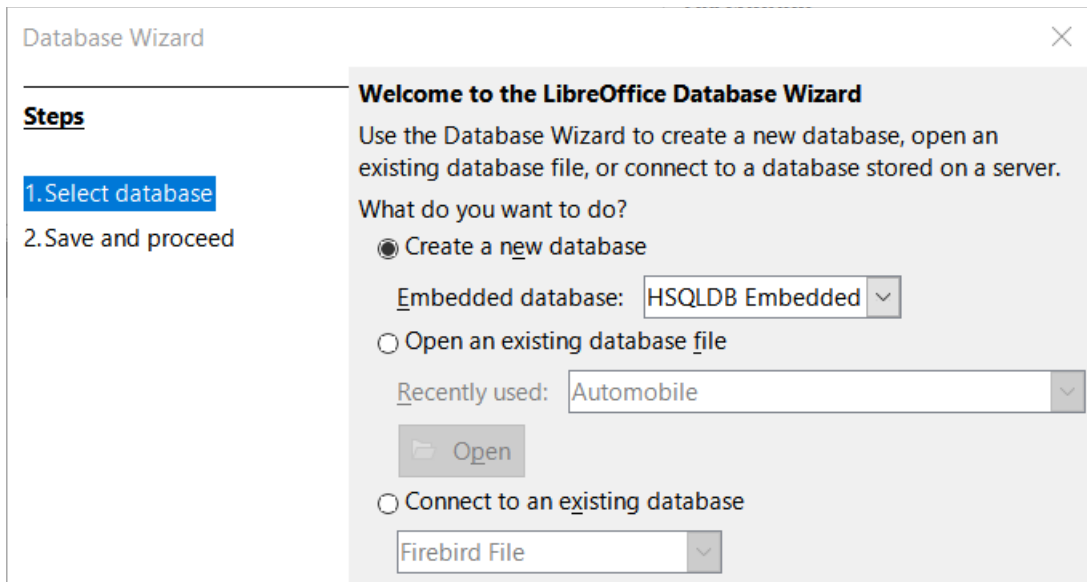 Database Wizard
Steps
1. Select database
2. Save and proceed
Welcome to the LibreOffice Database Wizard
Use the Database Wizard to create a new database, open an
existing database file, or connect to a database stored on a server.
What do you want to do?
Create a new database
Embedded database: HSQLDB Embedded
Open an existing database file
Recently used: Automobile
Open
Connect to an existing database
Firebird File